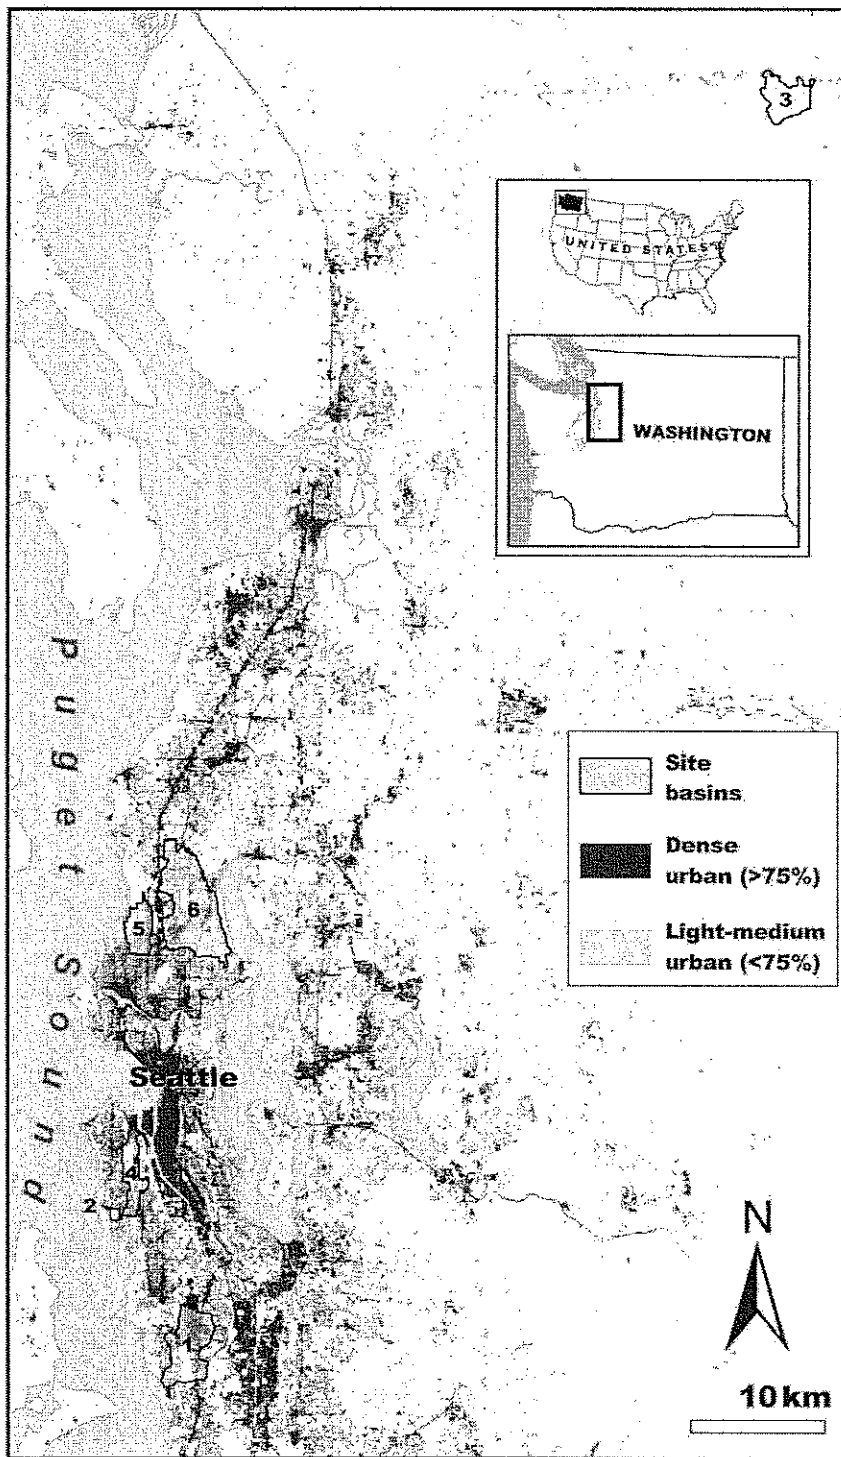 3
UNITED STATES
WASHINGTON
Puget Sound
Site
basins
Dense
urban (>75%)
Light-medium
urban (<75%)
6
5
Seattle
4
2
1
N
10 km